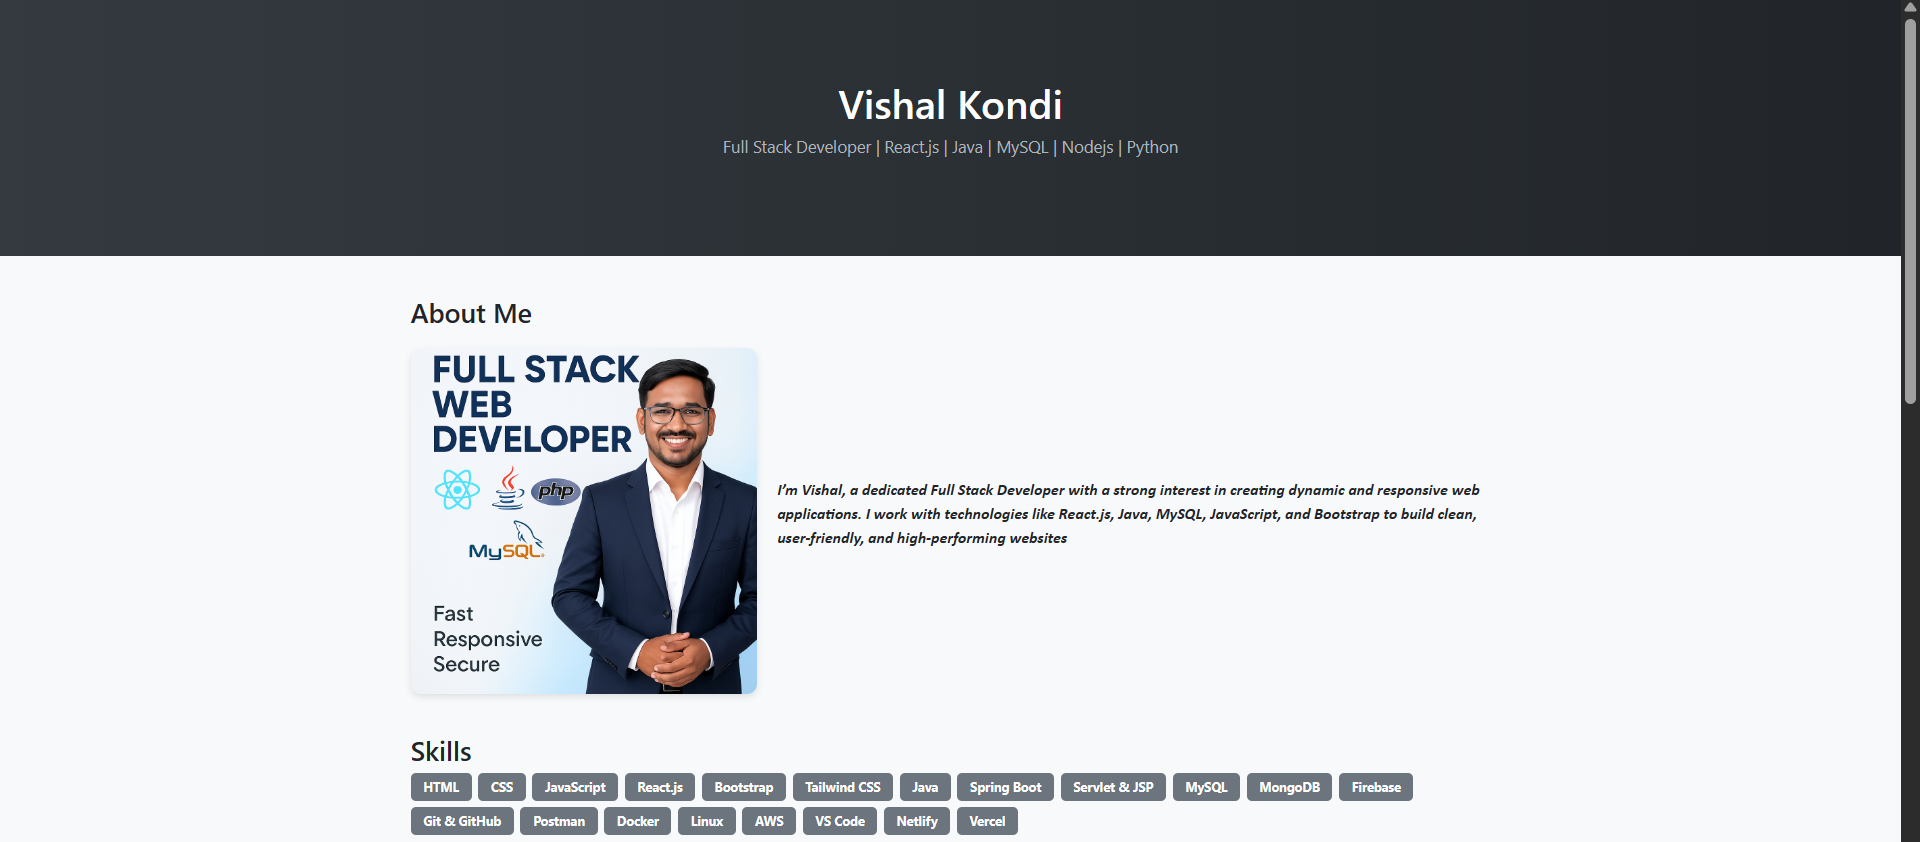 Vishal Kondi
Full Stack Developer | React.js | Java | MySQL | Nodejs | Python
About Me
FULL STACK
WEB
DEVELOPER
php
MySQL
Fast
Responsive
Secure
I’m Vishal, a dedicated Full Stack Developer with a strong interest in creating dynamic and responsive web
applications. I work with technologies like React.js, Java, MySQL, JavaScript, and Bootstrap to build clean,
user-friendly, and high-performing websites
Skills
HTML CSS JavaScript React.js Bootstrap Tailwind CSS Java Spring Boot Servlet & JSP MySQL MongoDB Firebase
Git & GitHub Postman Docker Linux AWS VS Code Netlify Vercel